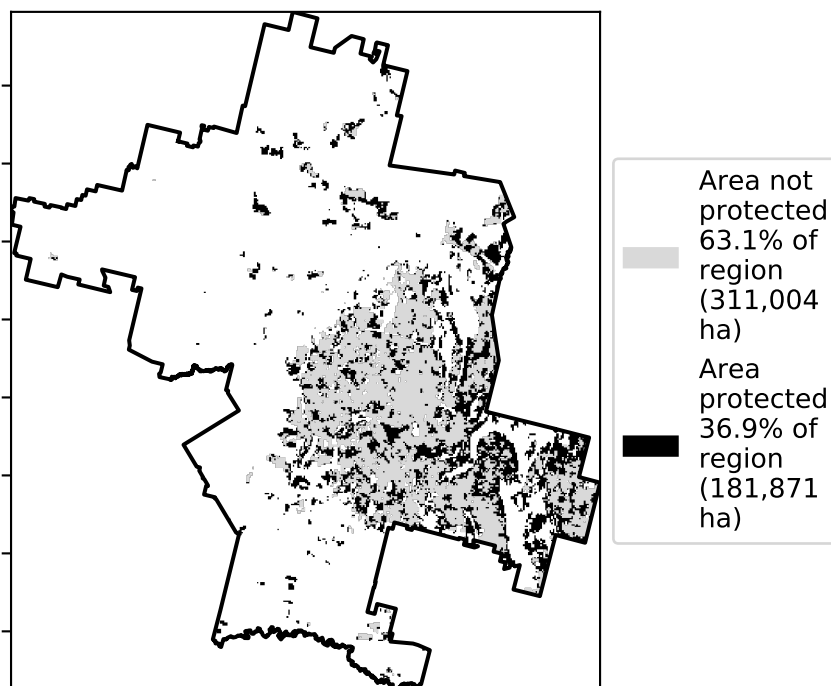 Area not
protected
63.1% of
region
(311,004
ha)
Area
protected
36.9% of
region
(181,871
ha)